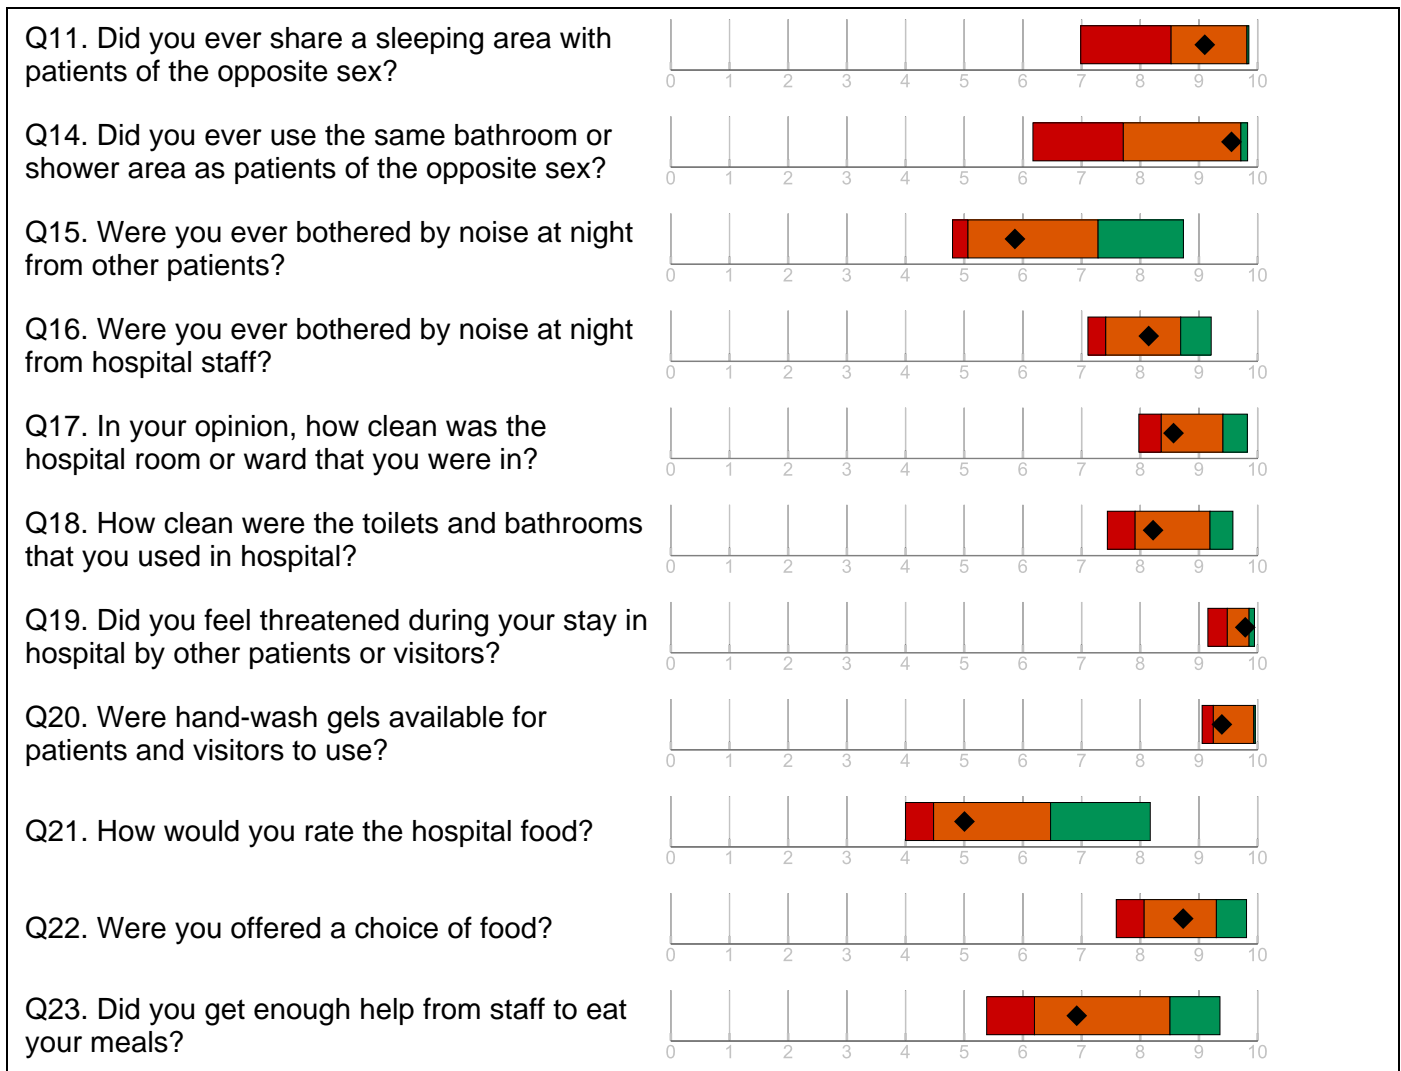 Q11. Did you ever share a sleeping area with
patients of the opposite sex?
0 1 2 3 4 5 6 7 8 9 10
Q14. Did you ever use the same bathroom or
shower area as patients of the opposite sex?
0 1 2 3 4 5 6 7 8 9 10
Q15. Were you ever bothered by noise at night
from other patients?
0 1 2 3 4 5 6 7 8 9 10
Q16. Were you ever bothered by noise at night
from hospital staff?
0 1 2 3 4 5 6 7 8 9 10
Q17. In your opinion, how clean was the
hospital room or ward that you were in?
0 1 2 3 4 5 6 7 8 9 10
Q18. How clean were the toilets and bathrooms
that you used in hospital?
0 1 2 3 4 5 6 7 8 9 10
Q19. Did you feel threatened during your stay in
hospital by other patients or visitors?
0 1 2 3 4 5 6 7 8 9 10
Q20. Were hand-wash gels available for
patients and visitors to use?
0 1 2 3 4 5 6 7 8 9 10
Q21. How would you rate the hospital food?
0 1 2 3 4 5 6 7 8 9 10
Q22. Were you offered a choice of food?
0 1 2 3 4 5 6 7 8 9 10
Q23. Did you get enough help from staff to eat
your meals?
0 1 2 3 4 5 6 7 8 9 10